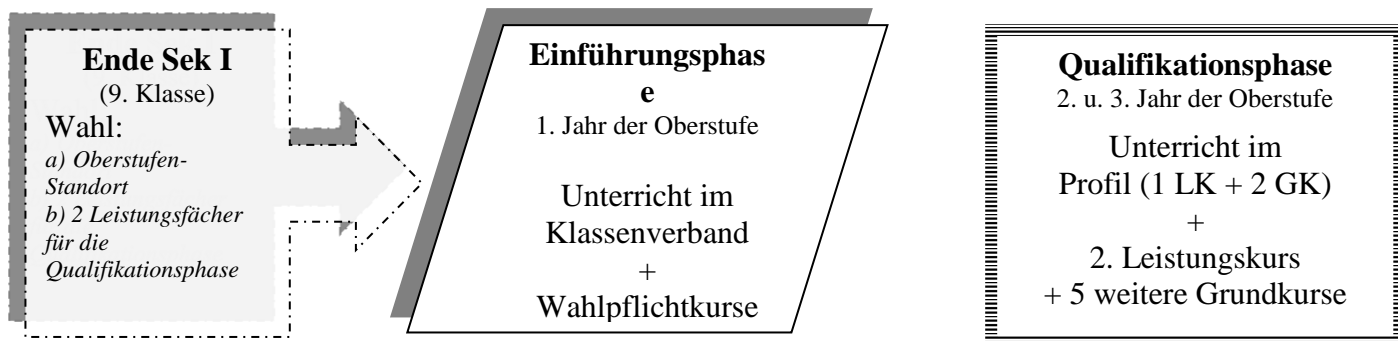 Ende Sek I
(9. Klasse)
Wahl:
a) Oberstufen-
Standort
b) 2 Leistungsfächer
für die
Qualifikationsphase
Einführungsphas
e
1. Jahr der Oberstufe
Unterricht im
Klassenverband
+
Wahlpflichtkurse
Qualifikationsphase
2. u. 3. Jahr der Oberstufe
Unterricht im
Profil (1 LK + 2 GK)
+
2. Leistungskurs
+ 5 weitere Grundkurse